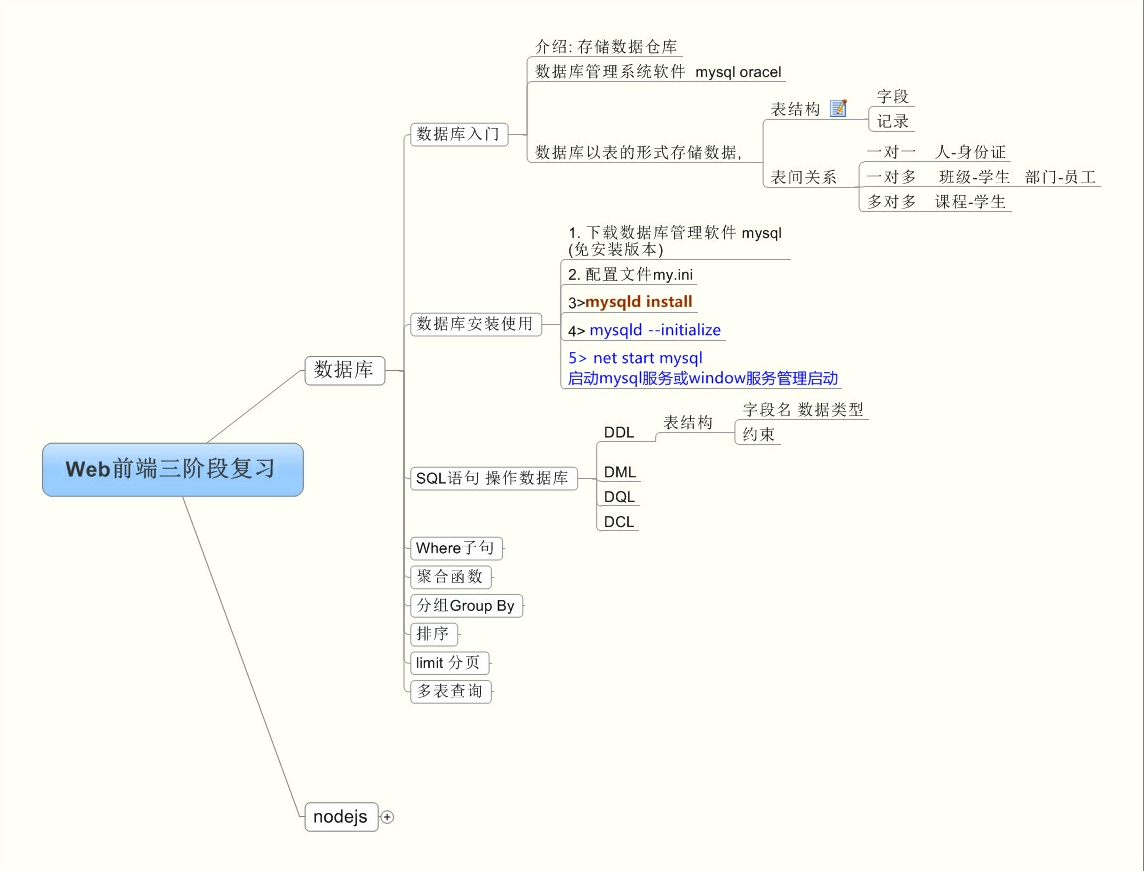 Web前端三阶段复习
数据库
数据库入门
介绍: 存储数据仓库
数据库管理系统软件 mysql oracel
数据库以表的形式存储数据,
表结构
字段
记录
表间关系
一对一 人-身份证
一对多 班级-学生 部门-员工
多对多 课程-学生
数据库安装使用
1. 下载数据库管理软件 mysql
(免安装版本)
2. 配置文件my.ini
3>mysqld install
4> mysqld --initialize
5> net start mysql
启动mysql服务或window服务管理启动
SQL语句 操作数据库
DDL
表结构
字段名 数据类型
约束
DML
DQL
DCL
Where子句
聚合函数
分组Group By
排序
limit 分页
多表查询
nodejs